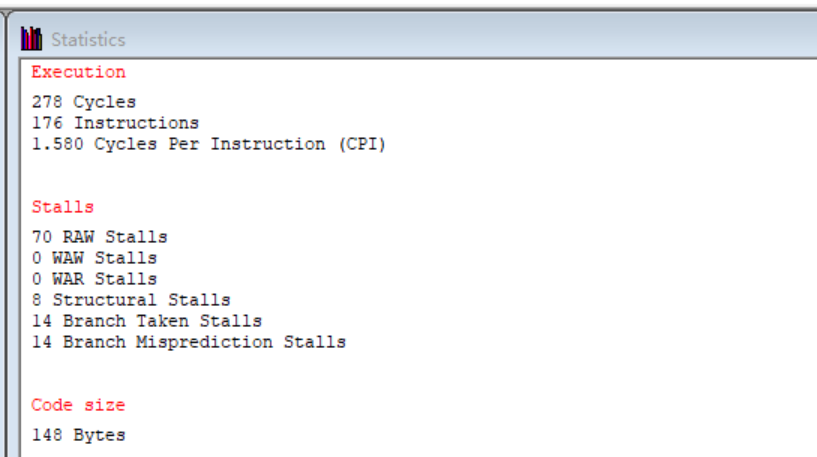 Statistics
Execution
278 Cycles
176 Instructions
1.580 Cycles Per Instruction (CPI)
Stalls
70 RAW Stalls
0 WAW Stalls
0 WAR Stalls
8 Structural Stalls
14 Branch Taken Stalls
14 Branch Misprediction Stalls
Code size
148 Bytes